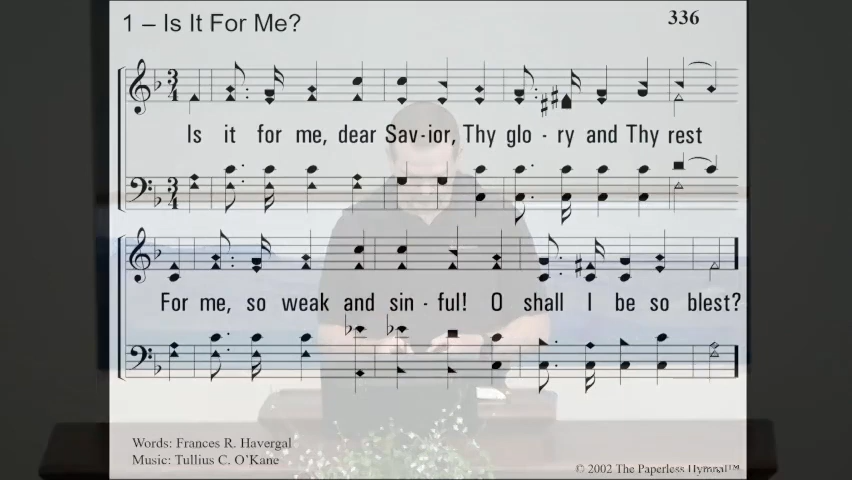 1 – Is It For Me?
336
Is it for me, dear Sav-ior, Thy glo - ry and Thy rest
For me, so weak and sin - ful! O shall I be so blest?
Words: Frances R. Havergal
Music: Tullius C. O'Kane
© 2002 The Paperless Hymnal™